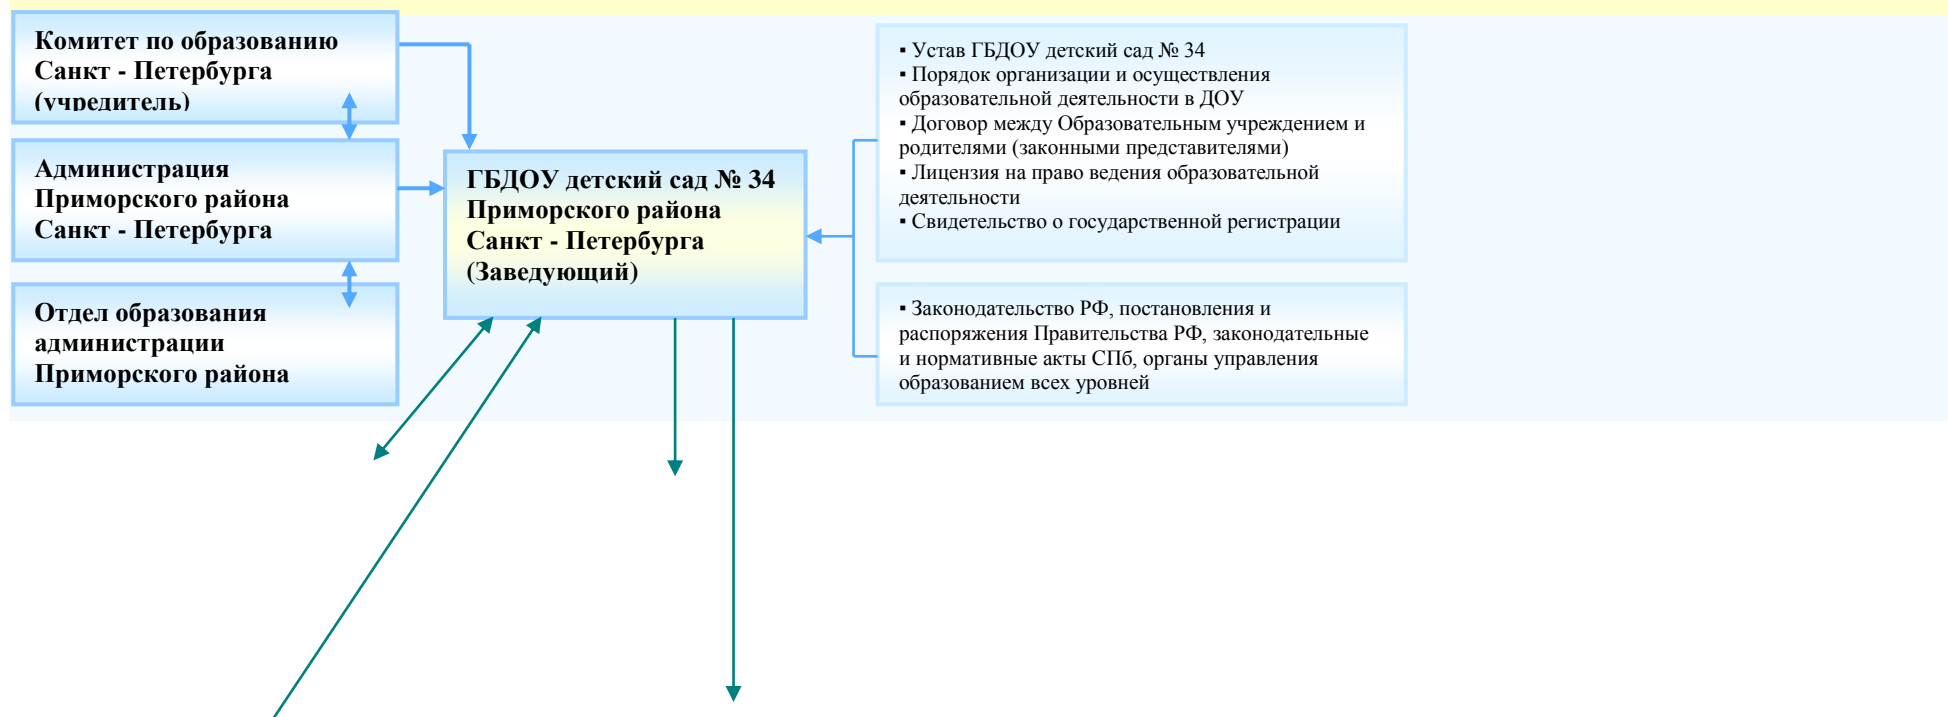 Комитет по образованию
Санкт - Петербурга
(учредитель)
Администрация
Приморского района
Санкт - Петербурга
Отдел образования
администрации
Приморского района
ГБДОУ детский сад № 34
Приморского района
Санкт - Петербурга
(Заведующий)
▪ Устав ГБДОУ детский сад № 34
▪ Порядок организации и осуществления
образовательной деятельности в ДОУ
▪ Договор между Образовательным учреждением и
родителями (законными представителями)
▪ Лицензия на право ведения образовательной
деятельности
▪ Свидетельство о государственной регистрации
▪ Законодательство РФ, постановления и
распоряжения Правительства РФ, законодательные
и нормативные акты СПб, органы управления
образованием всех уровней